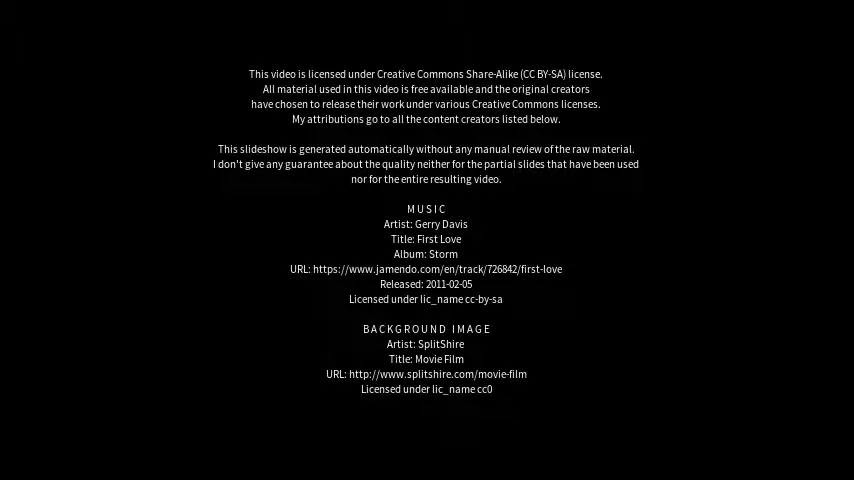 This video is licensed under Creative Commons Share-Alike (CC BY-SA) license.
All material used in this video is free available and the original creators
have chosen to release their work under various Creative Commons licenses.
My attributions go to all the content creators listed below.
This slideshow is generated automatically without any manual review of the raw material.
I don't give any guarantee about the quality neither for the partial slides that have been used
nor for the entire resulting video.
M U S I C
Artist: Gerry Davis
Title: First Love
Album: Storm
URL: https://www.jamendo.com/en/track/726842/first-love
Released: 2011-02-05
Licensed under lic_name cc-by-sa
B A C K G R O U N D   I M A G E
Artist: SplitShire
Title: Movie Film
URL: http://www.splitshire.com/movie-film
Licensed under lic_name cc0